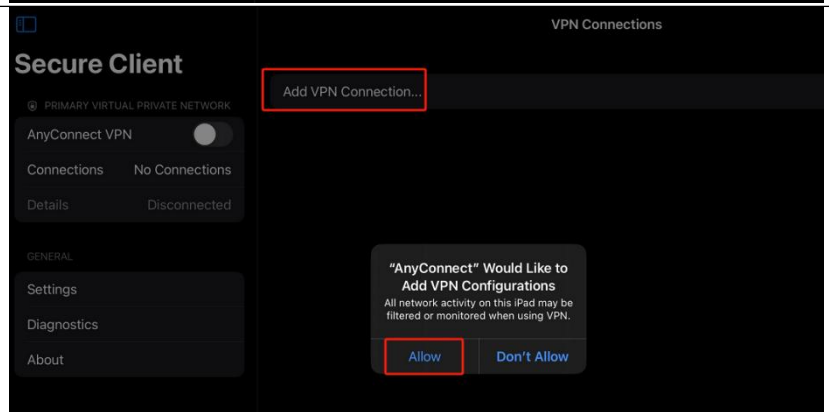 VPN Connections
Secure Client
Add VPN Connection...
PRIMARY VIRTUAL PRIVATE NETWORK
AnyConnect VPN
Connections No Connections
Details Disconnected
GENERAL
Settings
Diagnostics
About
“AnyConnect” Would Like to
Add VPN Configurations
All network activity on this iPad may be
filtered or monitored when using VPN.
Allow Don’t Allow